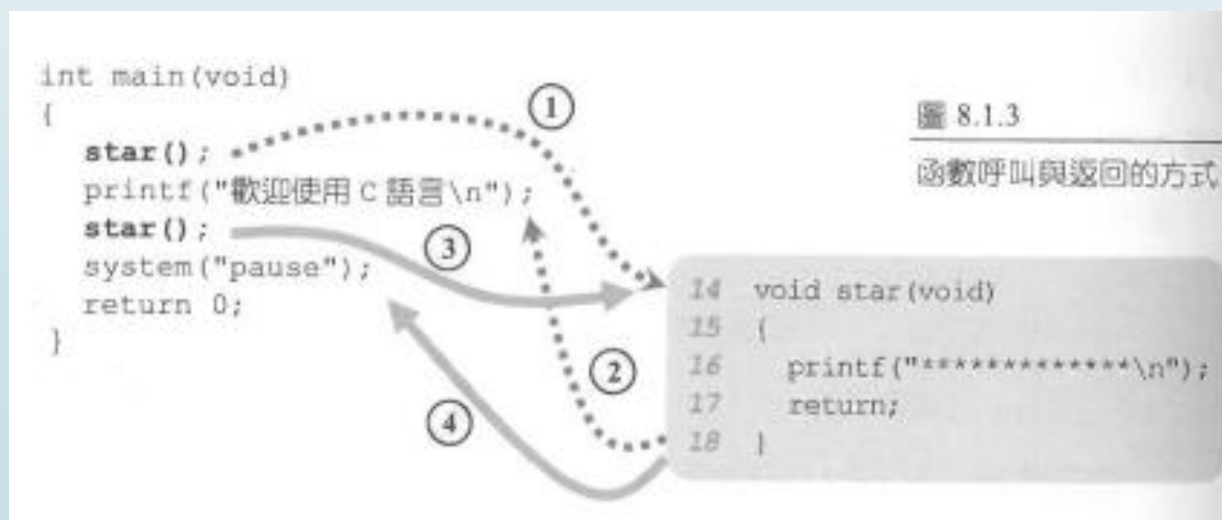 int main(void)
{
star();
printf("歡迎使用 C 語言\n");
star();
system("pause");
return 0;
}
①
②
③
④
圖 8.1.3
函數呼叫與返回的方式
14 void star(void)
15 {
16 printf("*************\n");
17 return;
18 }